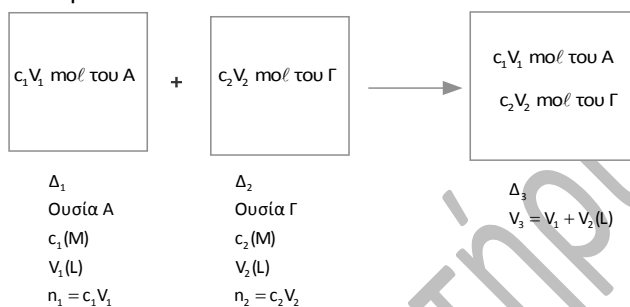 c₁V₁ moℓ του Α
+
c₂V₂ moℓ του Γ
c₁V₁ moℓ του Α
c₂V₂ moℓ του Γ
Δ₁
Ουσία Α
c₁(M)
V₁(L)
n₁ = c₁V₁
Δ₂
Ουσία Γ
c₂(M)
V₂(L)
n₂ = c₂V₂
Δ₃
V₃ = V₁ + V₂(L)